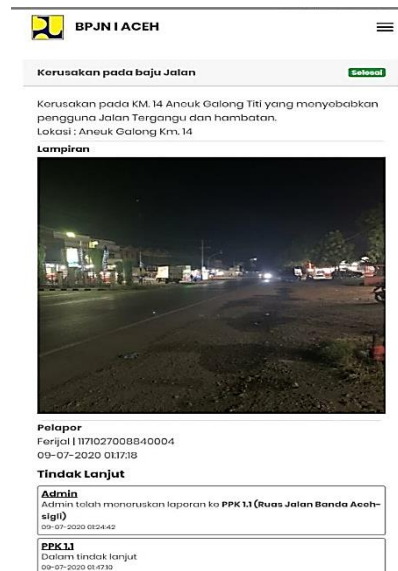 BPJN I ACEH
Kerusakan pada baju Jalan
Selesai
Kerusakan pada KM. 14 Aneuk Galong Titi yang menyebabkan
pengguna Jalan Tergangu dan hambatan.
Lokasi : Aneuk Galong Km. 14
Lampiran
Pelapor
Ferijal | 1171027008840004
09-07-2020 01:17:18
Tindak Lanjut
Admin
Admin telah meneruskan laporan ke PPK 1.1 (Ruas Jalan Banda Aceh-
sigli)
09-07-2020 01:24:42
PPK 1.1
Dalam tindak lanjut
09-07-2020 01:47:10